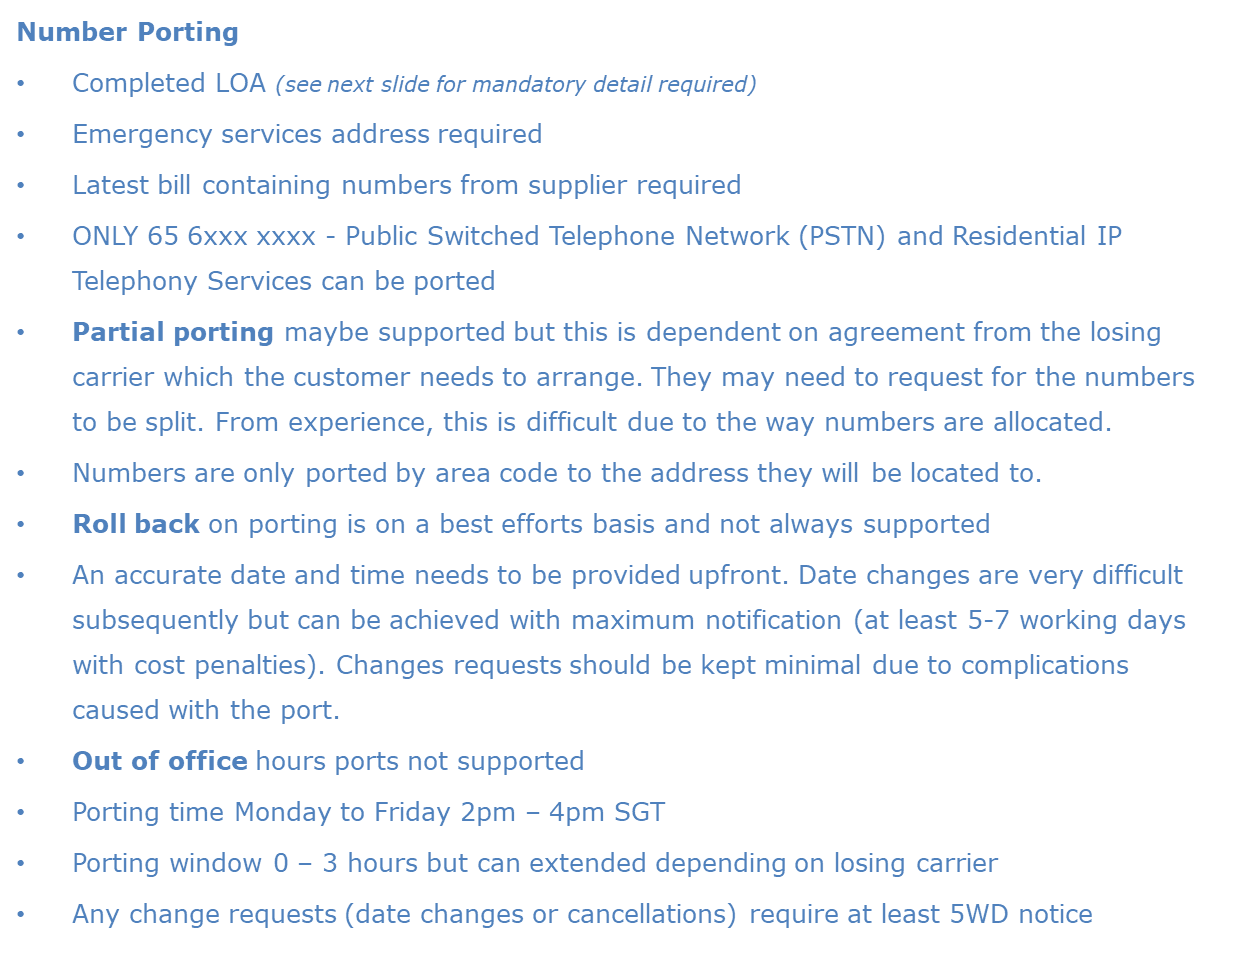 Number Porting
• Completed LOA (see next slide for mandatory detail required)
• Emergency services address required
• Latest bill containing numbers from supplier required
• ONLY 65 6xxx xxxx - Public Switched Telephone Network (PSTN) and Residential IP
Telephony Services can be ported
• Partial porting maybe supported but this is dependent on agreement from the losing
carrier which the customer needs to arrange. They may need to request for the numbers
to be split. From experience, this is difficult due to the way numbers are allocated.
• Numbers are only ported by area code to the address they will be located to.
• Roll back on porting is on a best efforts basis and not always supported
• An accurate date and time needs to be provided upfront. Date changes are very difficult
subsequently but can be achieved with maximum notification (at least 5-7 working days
with cost penalties). Changes requests should be kept minimal due to complications
caused with the port.
• Out of office hours ports not supported
• Porting time Monday to Friday 2pm – 4pm SGT
• Porting window 0 – 3 hours but can extended depending on losing carrier
• Any change requests (date changes or cancellations) require at least 5WD notice